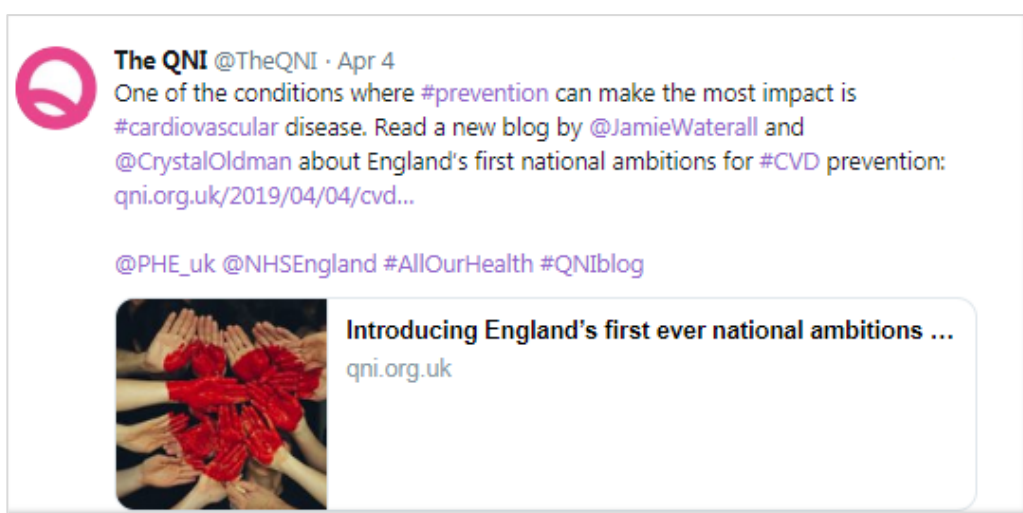 The QNI @TheQNI · Apr 4
One of the conditions where #prevention can make the most impact is
#cardiovascular disease. Read a new blog by @JamieWaterall and
@CrystalOldman about England's first national ambitions for #CVD prevention:
qni.org.uk/2019/04/04/cvd...
@PHE_uk @NHSEngland #AllOurHealth #QNIblog
Introducing England’s first ever national ambitions ...
qni.org.uk